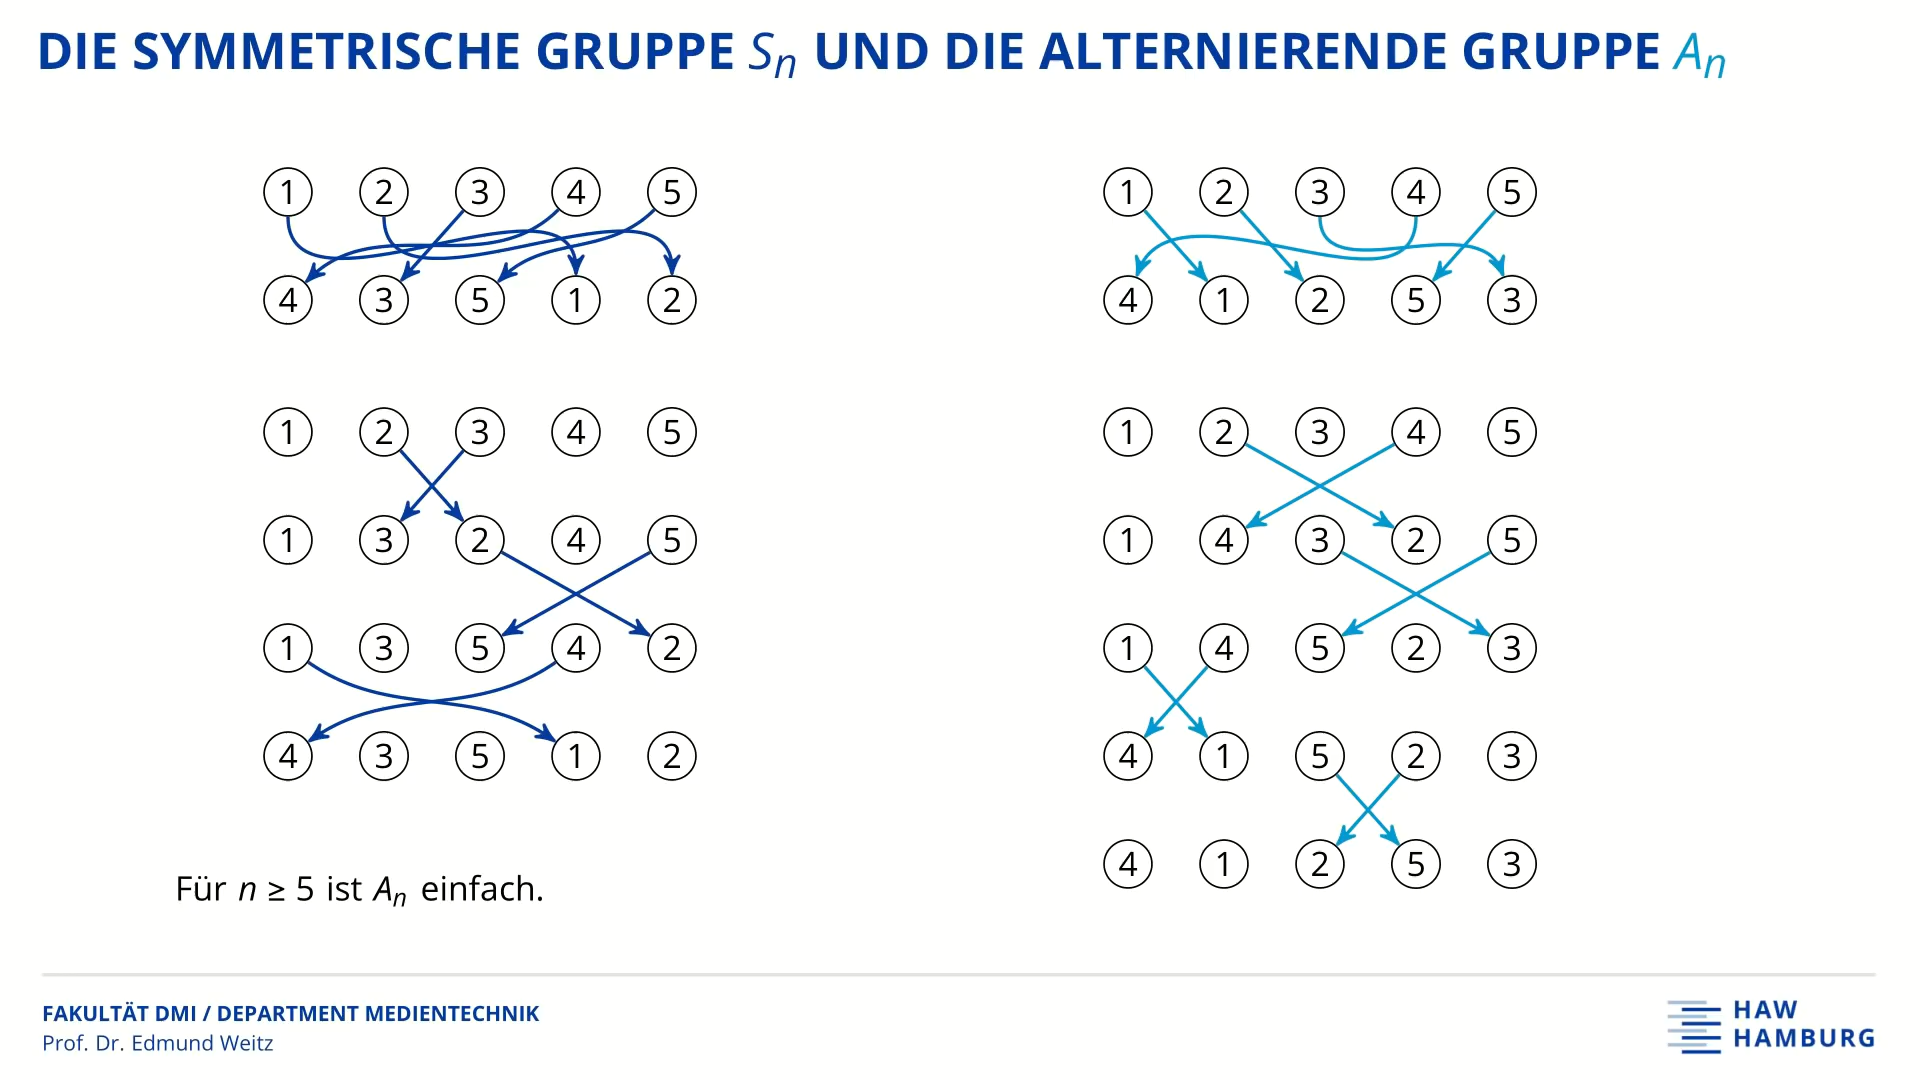 DIE SYMMETRISCHE GRUPPE Sn UND DIE ALTERNIERENDE GRUPPE An
1 2 3 4 5
4 3 5 1 2
1 2 3 4 5
1 3 2 4 5
1 3 5 4 2
4 3 5 1 2
1 2 3 4 5
4 1 2 5 3
1 2 3 4 5
1 4 3 2 5
1 4 5 2 3
4 1 5 2 3
4 1 2 5 3
Für n ≥ 5 ist An einfach.
FAKULTÄT DMI / DEPARTMENT MEDIENTECHNIK
Prof. Dr. Edmund Weitz
HAW
HAMBURG